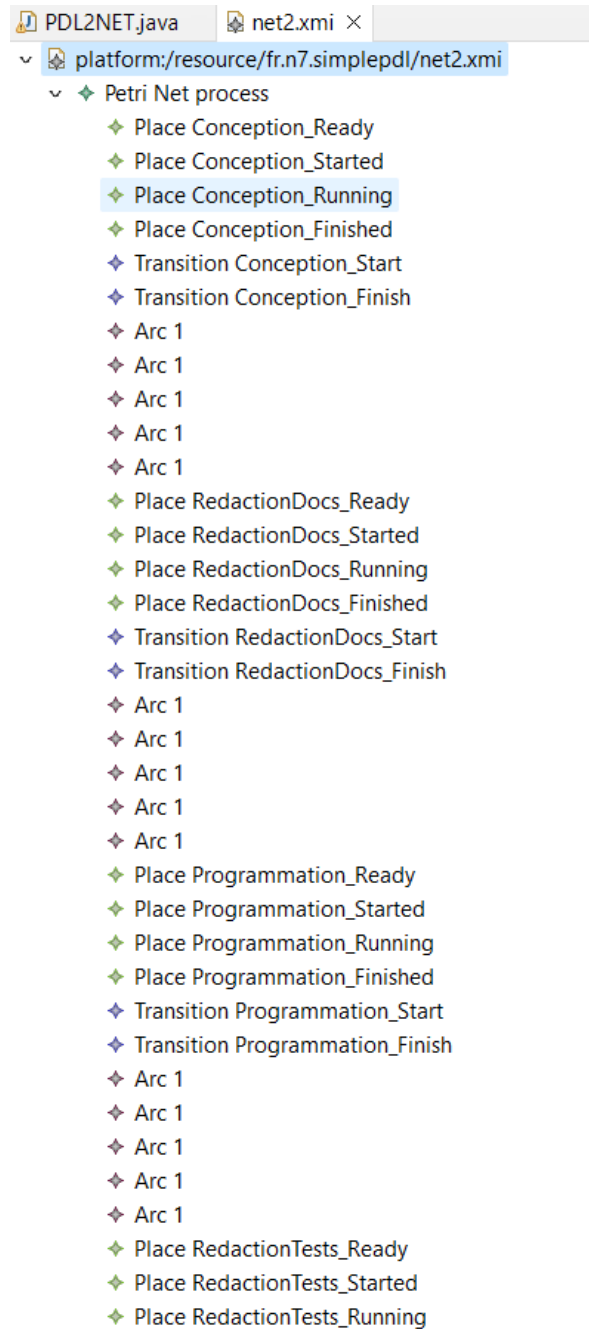 PDL2NET.java net2.xmi
platform:/resource/fr.n7.simplepdl/net2.xmi
Petri Net process
Place Conception_Ready
Place Conception_Started
Place Conception_Running
Place Conception_Finished
Transition Conception_Start
Transition Conception_Finish
Arc 1
Arc 1
Arc 1
Arc 1
Arc 1
Place RedactionDocs_Ready
Place RedactionDocs_Started
Place RedactionDocs_Running
Place RedactionDocs_Finished
Transition RedactionDocs_Start
Transition RedactionDocs_Finish
Arc 1
Arc 1
Arc 1
Arc 1
Arc 1
Place Programmation_Ready
Place Programmation_Started
Place Programmation_Running
Place Programmation_Finished
Transition Programmation_Start
Transition Programmation_Finish
Arc 1
Arc 1
Arc 1
Arc 1
Arc 1
Place RedactionTests_Ready
Place RedactionTests_Started
Place RedactionTests_Running